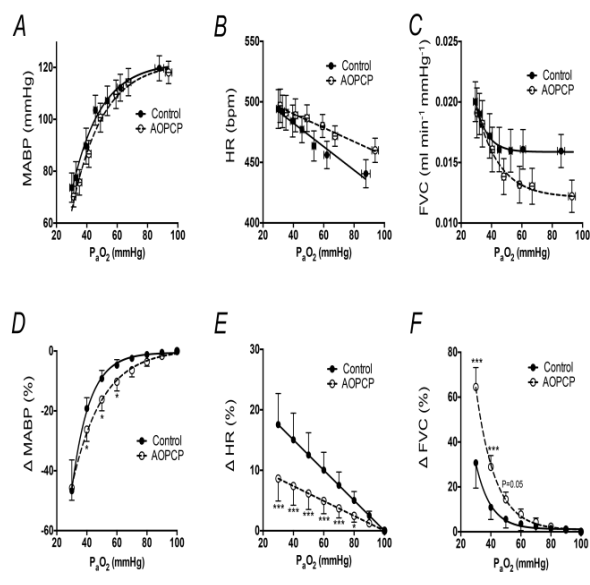 A
B
C
MABP (mmHg)
120
100
80
60
20 40 60 80 100
PaO2 (mmHg)
Control
AOPCP
HR (bpm)
550
500
450
400
20 40 60 80 100
PaO2 (mmHg)
Control
AOPCP
FVC (ml min-1 mmHg-1)
0.025
0.020
0.015
0.010
20 40 60 80 100
PaO2 (mmHg)
Control
AOPCP
D
E
F
Δ MABP (%)
0
-20
-40
-60
20 40 60 80 100
PaO2 (mmHg)
Control
AOPCP
* * *
Δ HR (%)
30
20
10
0
20 40 60 80 100
PaO2 (mmHg)
Control
AOPCP
*** *** *** *** *** *
Δ FVC (%)
80
60
40
20
0
20 40 60 80 100
PaO2 (mmHg)
Control
AOPCP
***
***
P=0.05